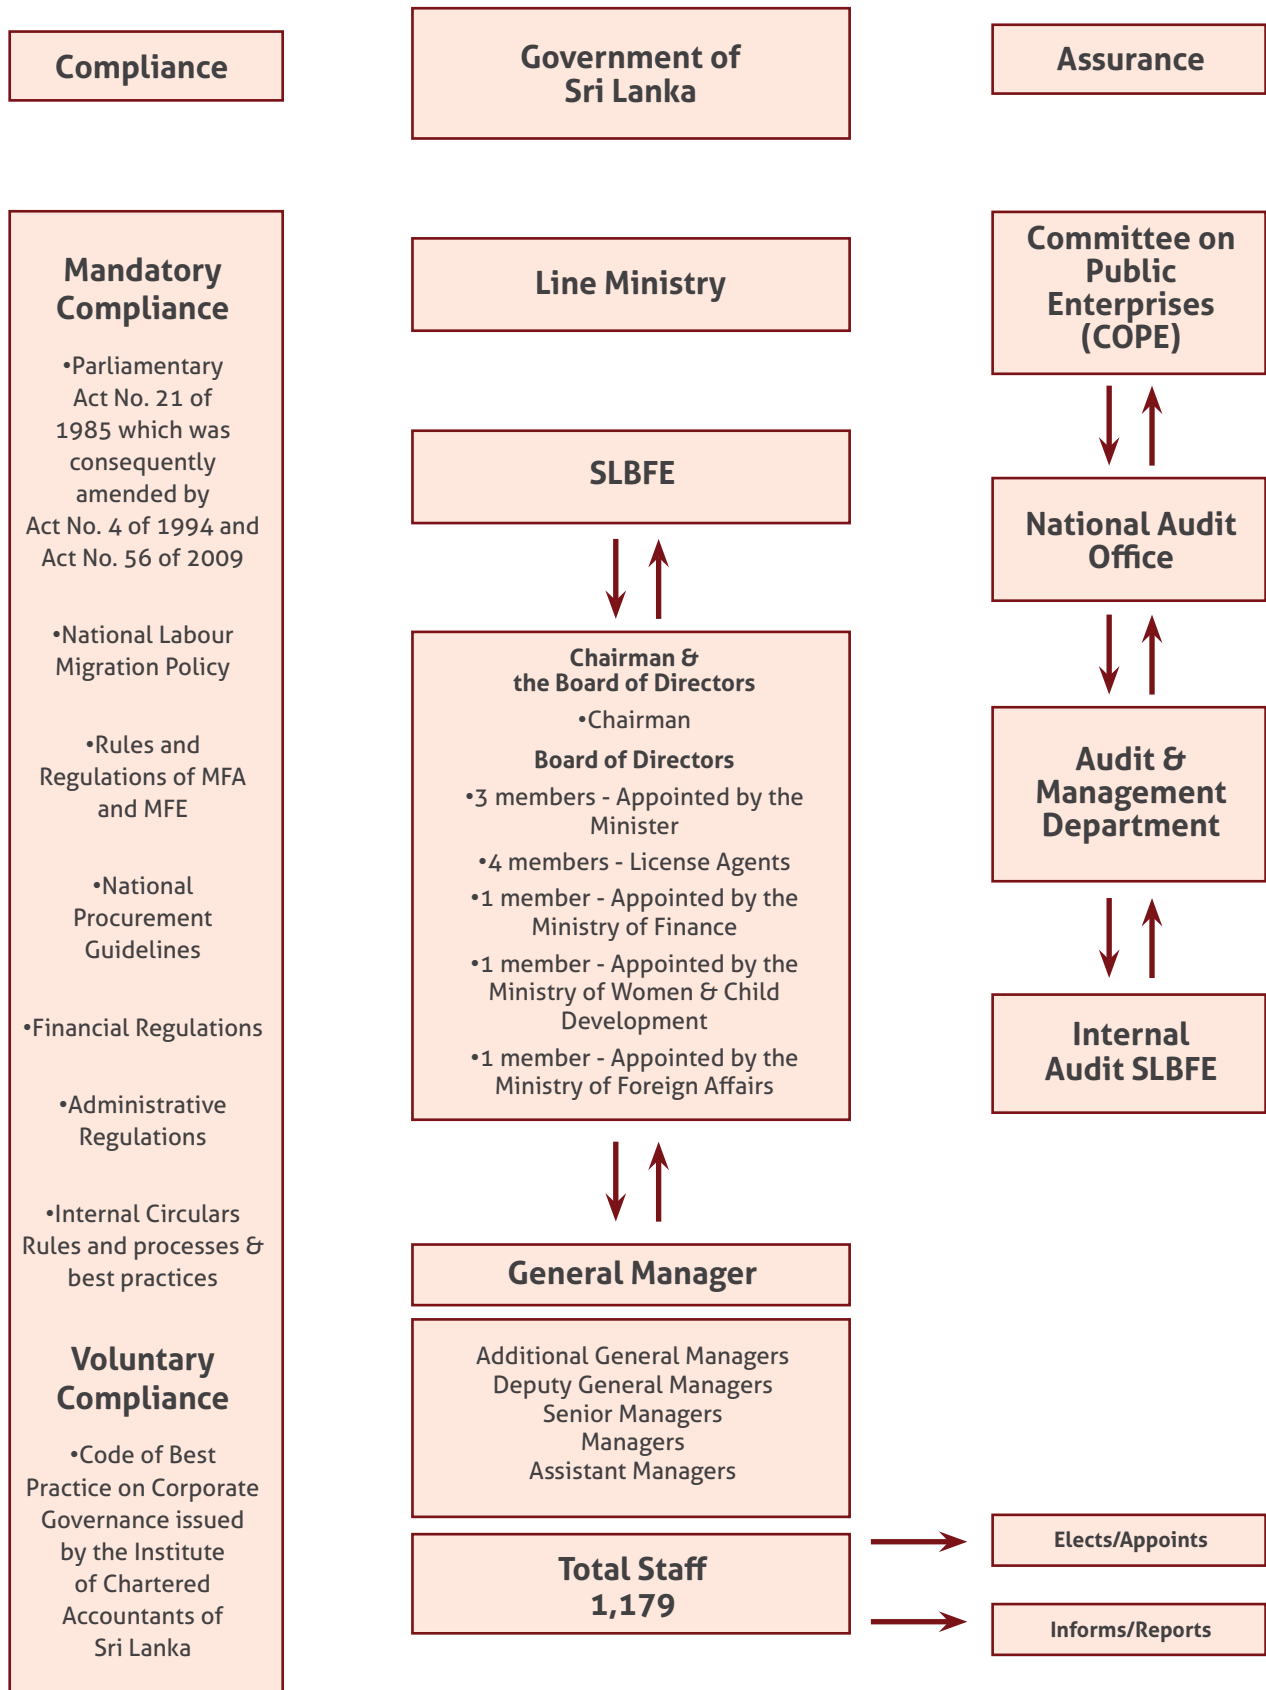 Compliance
Mandatory
Compliance
•Parliamentary
Act No. 21 of
1985 which was
consequently
amended by
Act No. 4 of 1994 and
Act No. 56 of 2009
•National Labour
Migration Policy
•Rules and
Regulations of MFA
and MFE
•National
Procurement
Guidelines
•Financial Regulations
•Administrative
Regulations
•Internal Circulars
Rules and processes &
best practices
Voluntary
Compliance
•Code of Best
Practice on Corporate
Governance issued
by the Institute
of Chartered
Accountants of
Sri Lanka
Government of
Sri Lanka
Line Ministry
SLBFE
Chairman &
the Board of Directors
•Chairman
Board of Directors
•3 members - Appointed by the
Minister
•4 members - License Agents
•1 member - Appointed by the
Ministry of Finance
•1 member - Appointed by the
Ministry of Women & Child
Development
•1 member - Appointed by the
Ministry of Foreign Affairs
General Manager
Additional General Managers
Deputy General Managers
Senior Managers
Managers
Assistant Managers
Total Staff
1,179
Assurance
Committee on
Public
Enterprises
(COPE)
National Audit
Office
Audit &
Management
Department
Internal
Audit SLBFE
Elects/Appoints
Informs/Reports